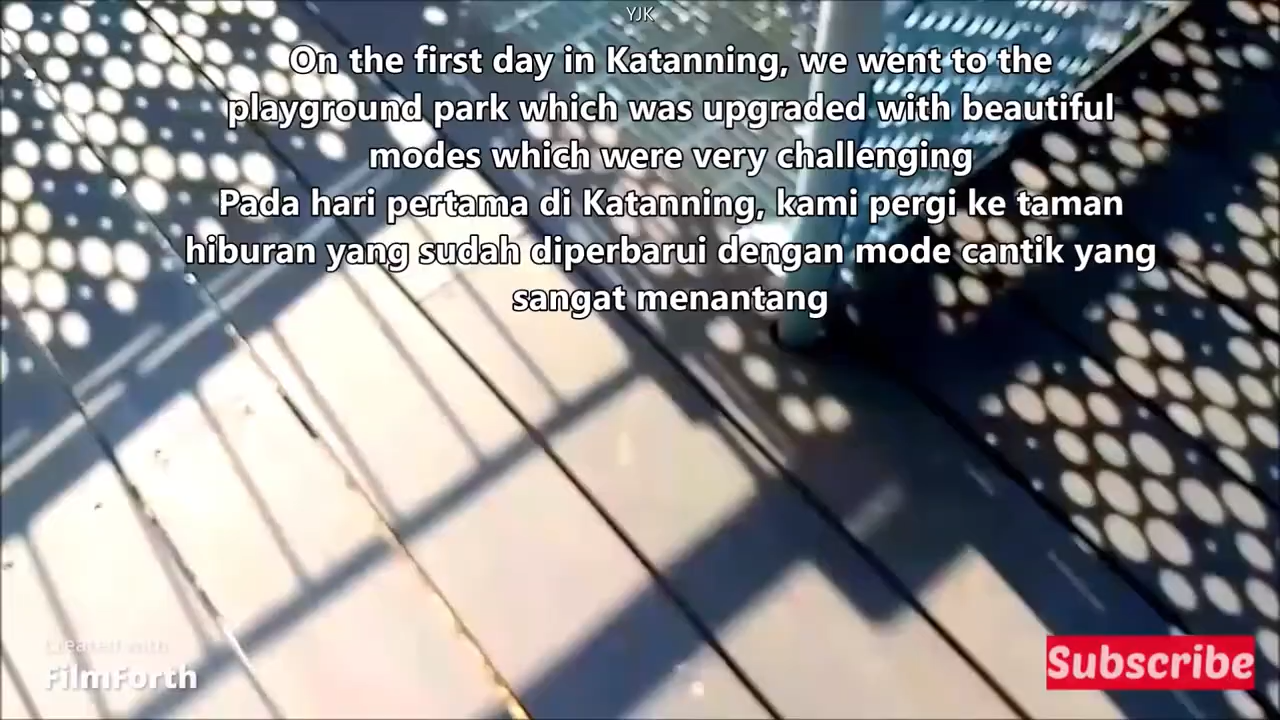 YJK
On the first day in Katanning, we went to the
playground park which was upgraded with beautiful
modes which were very challenging
Pada hari pertama di Katanning, kami pergi ke taman
hiburan yang sudah diperbarui dengan mode cantik yang
sangat menantang
Created with
FilmForth
Subscribe